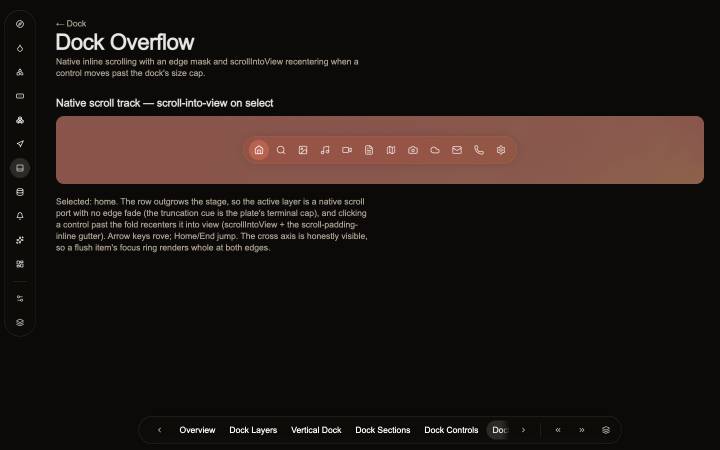 ← Dock
Dock Overflow
Native inline scrolling with an edge mask and scrollIntoView recentering when a
control moves past the dock's size cap.
Native scroll track — scroll-into-view on select
Selected: home. The row outgrows the stage, so the active layer is a native scroll
port with no edge fade (the truncation cue is the plate's terminal cap), and clicking
a control past the fold recenters it into view (scrollIntoView + the scroll-padding-
inline gutter). Arrow keys rove; Home/End jump. The cross axis is honestly visible,
so a flush item's focus ring renders whole at both edges.
Overview Dock Layers Vertical Dock Dock Sections Dock Controls